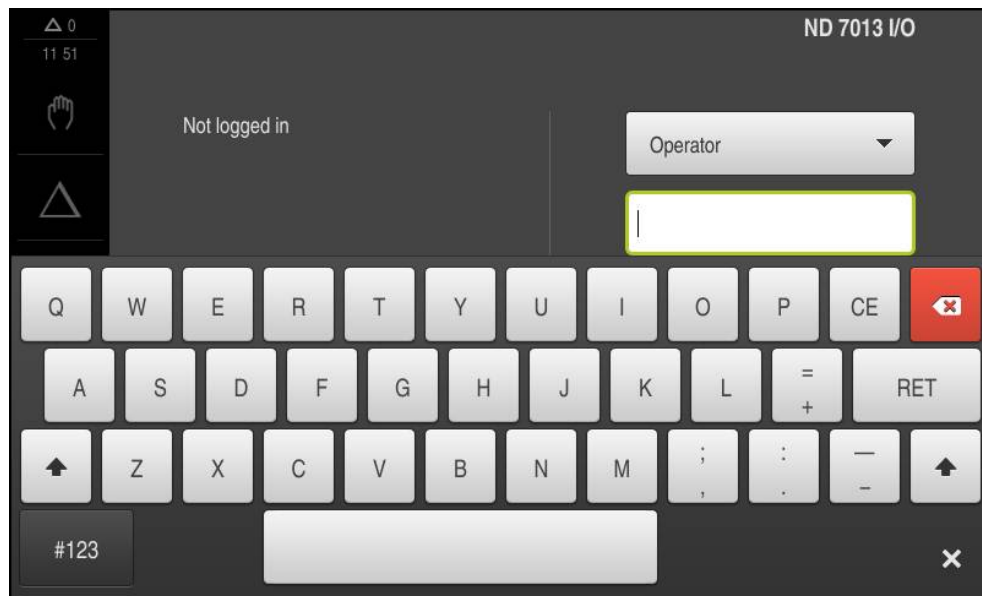 0
ND 7013 I/O
11 51
Not logged in
Operator
Q W E R T Y U I O P CE
A S D F G H J K L = + RET
Z X C V B N M ; , : . — –
#123